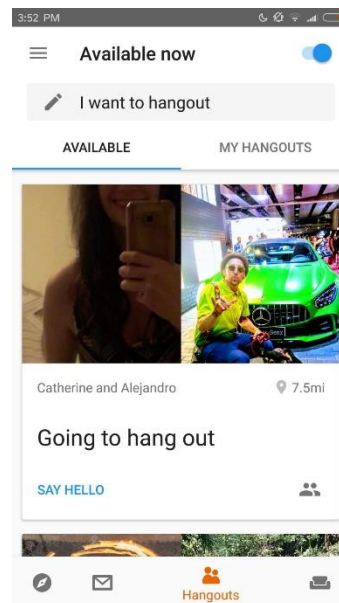 3:52 PM
Available now
I want to hangout
AVAILABLE
MY HANGOUTS
Catherine and Alejandro
7.5mi
Going to hang out
SAY HELLO
Hangouts